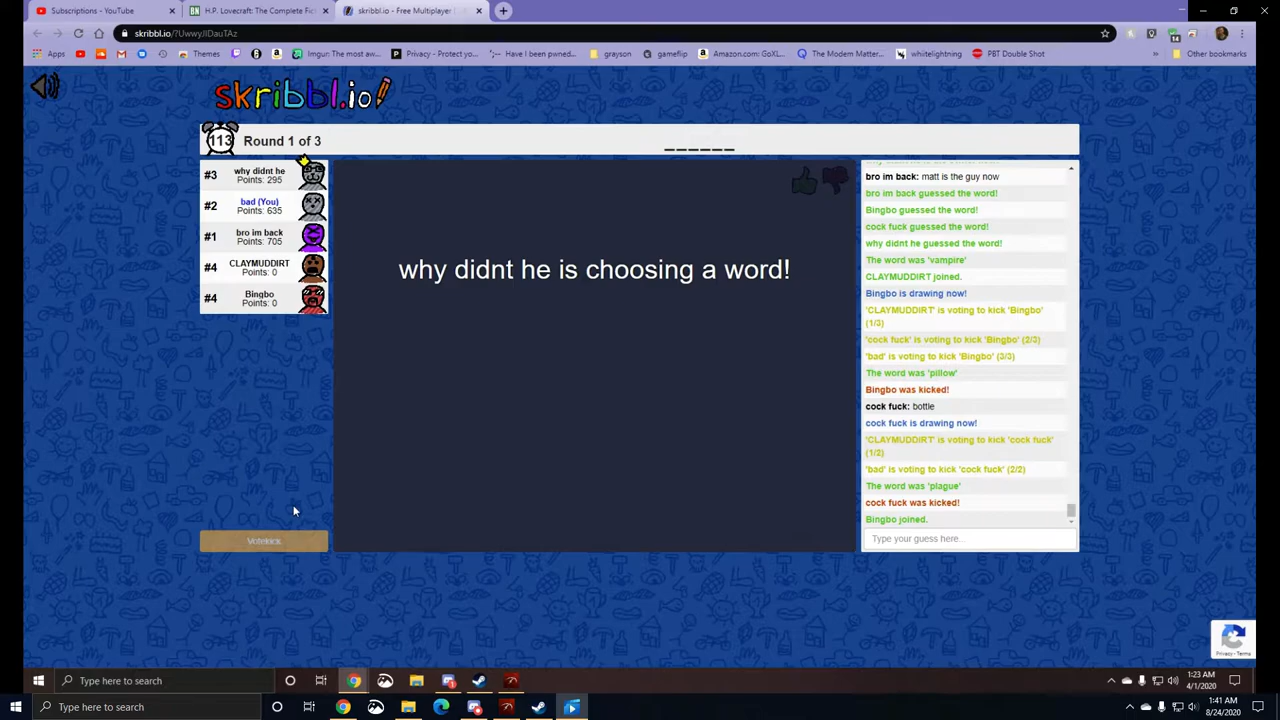 Subscriptions - YouTube
H.P. Lovecraft: The Complete Fic
skribbl.io - Free Multiplayer D
skribbl.io/?UwwyJIDauTAz
Apps
Themes
Imgur: The most aw...
Privacy - Protect yo...
Have I been pwned...
grayson
gameflip
Amazon.com: GoXL...
The Modern Matter...
whitelightning
PBT Double Shot
Other bookmarks
skribbl.io
113
Round 1 of 3
______
#3 why didnt he
Points: 295
#2 bad (You)
Points: 635
#1 bro im back
Points: 705
#4 CLAYMUDDIRT
Points: 0
#4 Bingbo
Points: 0
Votekick
why didnt he is choosing a word!
bro im back: matt is the guy now
bro im back guessed the word!
Bingbo guessed the word!
cock fuck guessed the word!
why didnt he guessed the word!
The word was 'vampire'
CLAYMUDDIRT joined.
Bingbo is drawing now!
'CLAYMUDDIRT' is voting to kick 'Bingbo'
(1/3)
'cock fuck' is voting to kick 'Bingbo' (2/3)
'bad' is voting to kick 'Bingbo' (3/3)
The word was 'pillow'
Bingbo was kicked!
cock fuck: bottle
cock fuck is drawing now!
'CLAYMUDDIRT' is voting to kick 'cock fuck'
(1/2)
'bad' is voting to kick 'cock fuck' (2/2)
The word was 'plague'
cock fuck was kicked!
Bingbo joined.
Type your guess here...
Privacy - Terms
Type here to search
1:23 AM
4/1/2020
Type here to search
1:41 AM
8/24/2020